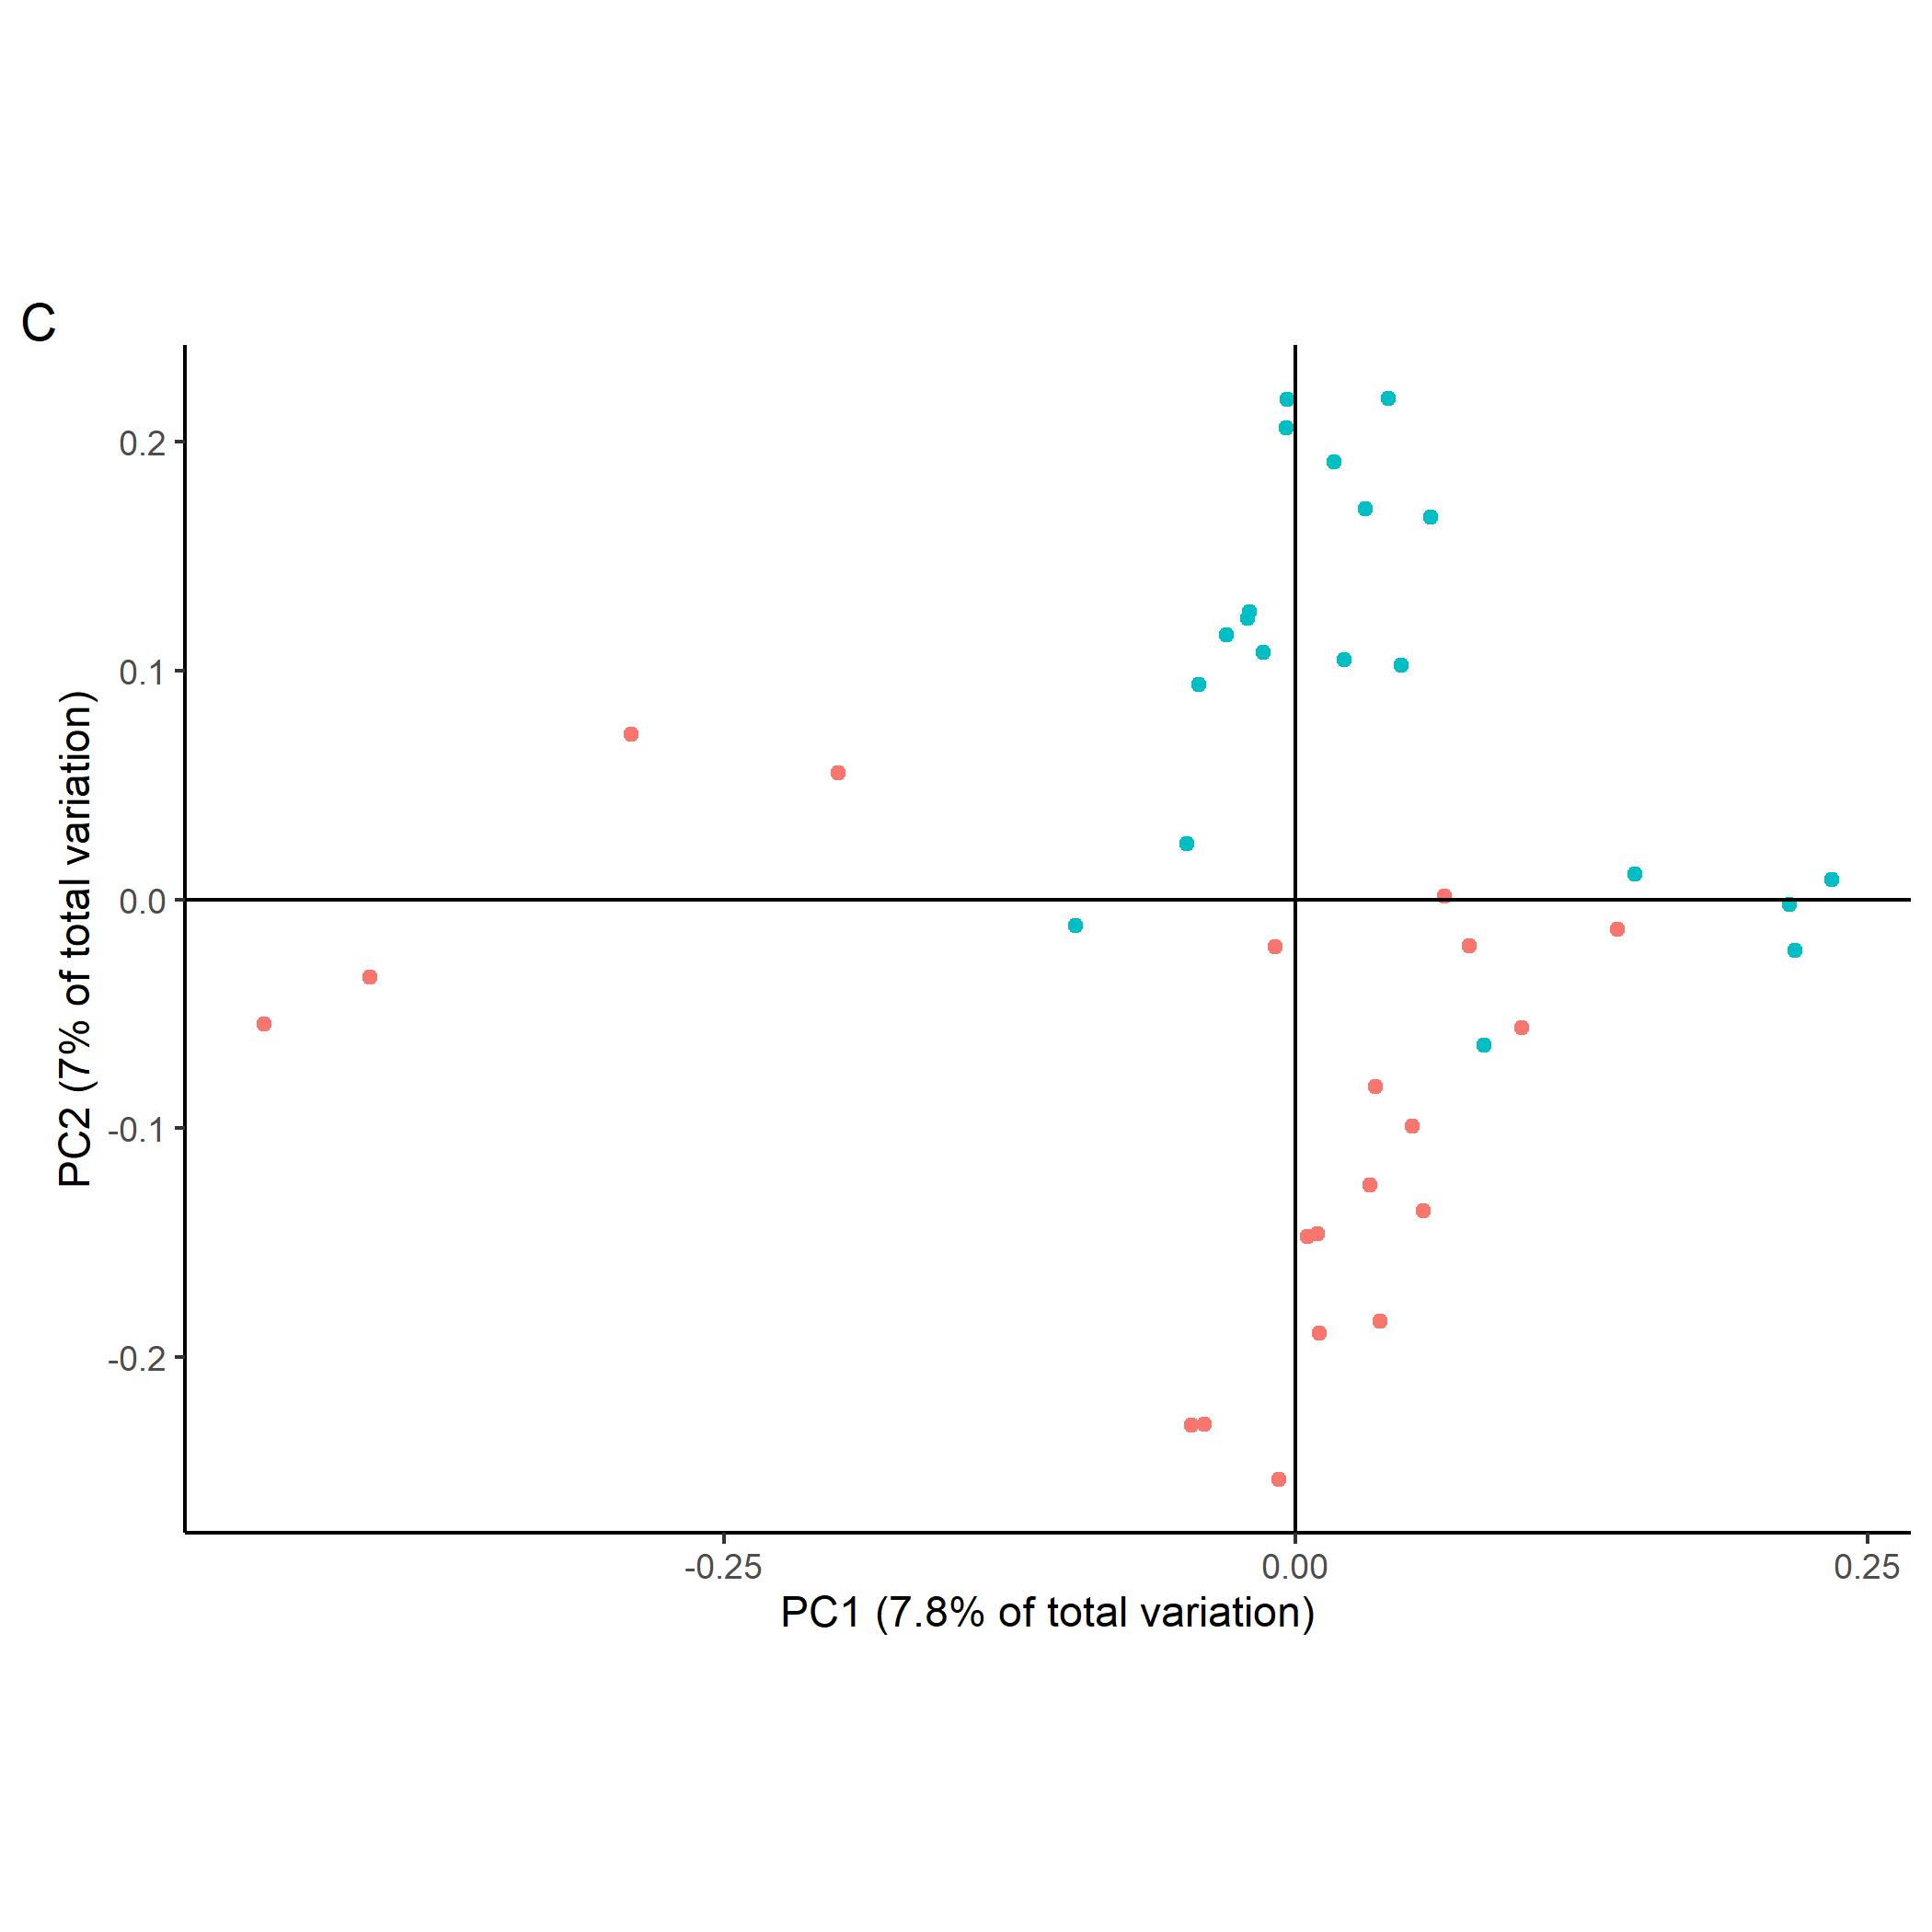 C
0.2
0.1
0.0
-0.1
-0.2
PC2 (7% of total variation)
-0.25
0.00
0.25
PC1 (7.8% of total variation)